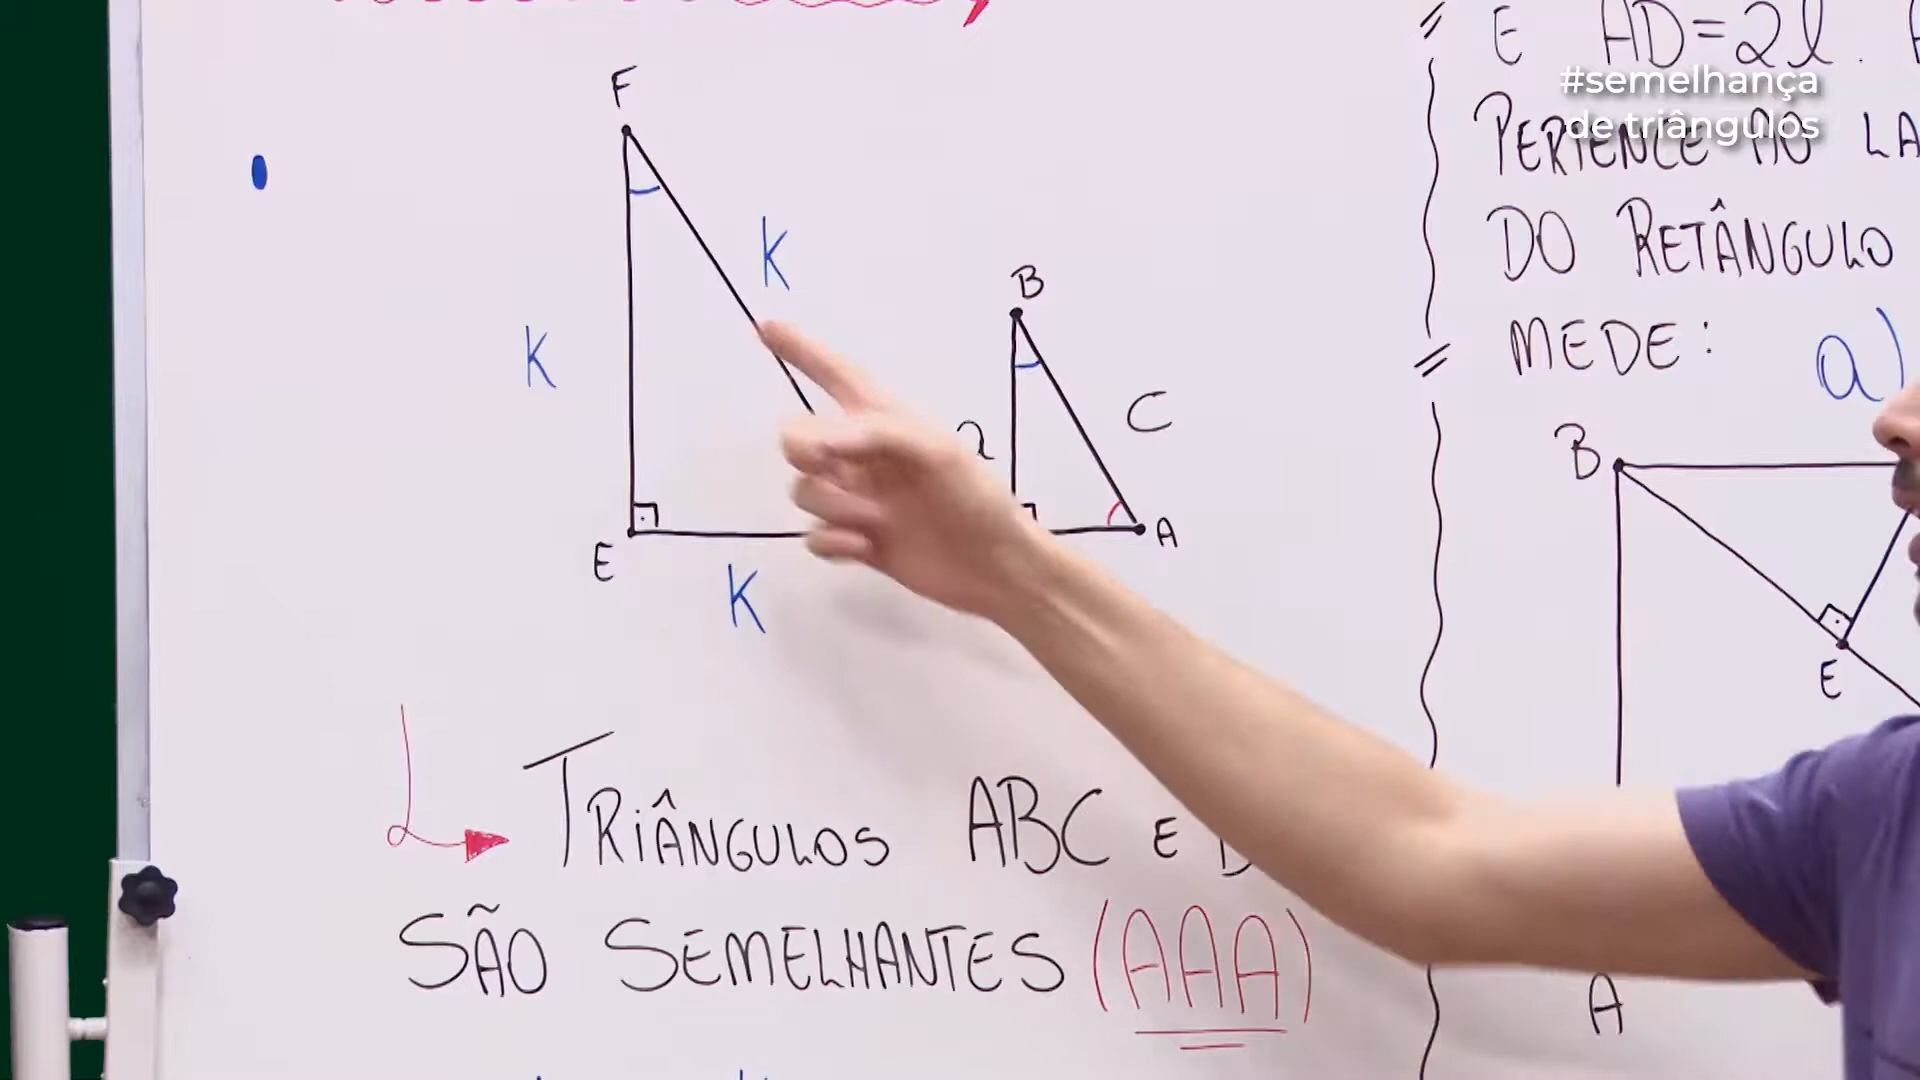 F
K
K
B
C
E
A
K
TRIÂNGULOS ABC E
SÃO SEMELHANTES (AAA)
E AD=2l.
#semelhança
de triângulos
PERTENCE AO LA
DO RETÂNGULO
MEDE: a)
B
E
A